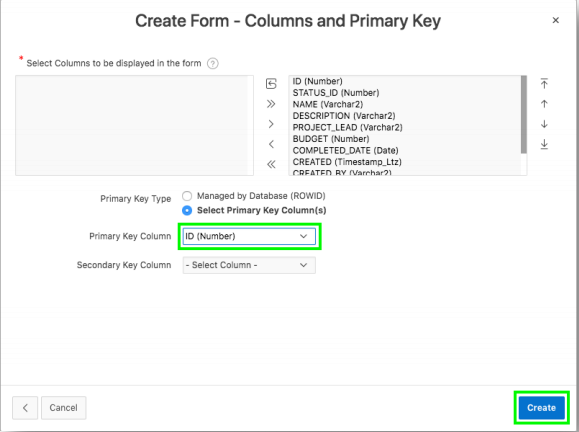 Create Form - Columns and Primary Key
* Select Columns to be displayed in the form ?
ID (Number)
STATUS_ID (Number)
NAME (Varchar2)
DESCRIPTION (Varchar2)
PROJECT_LEAD (Varchar2)
BUDGET (Number)
COMPLETED_DATE (Date)
CREATED (Timestamp_Ltz)
CREATED_BY (Varchar2)
Primary Key Type
Managed by Database (ROWID)
Select Primary Key Column(s)
Primary Key Column
ID (Number)
Secondary Key Column
- Select Column -
Cancel
Create